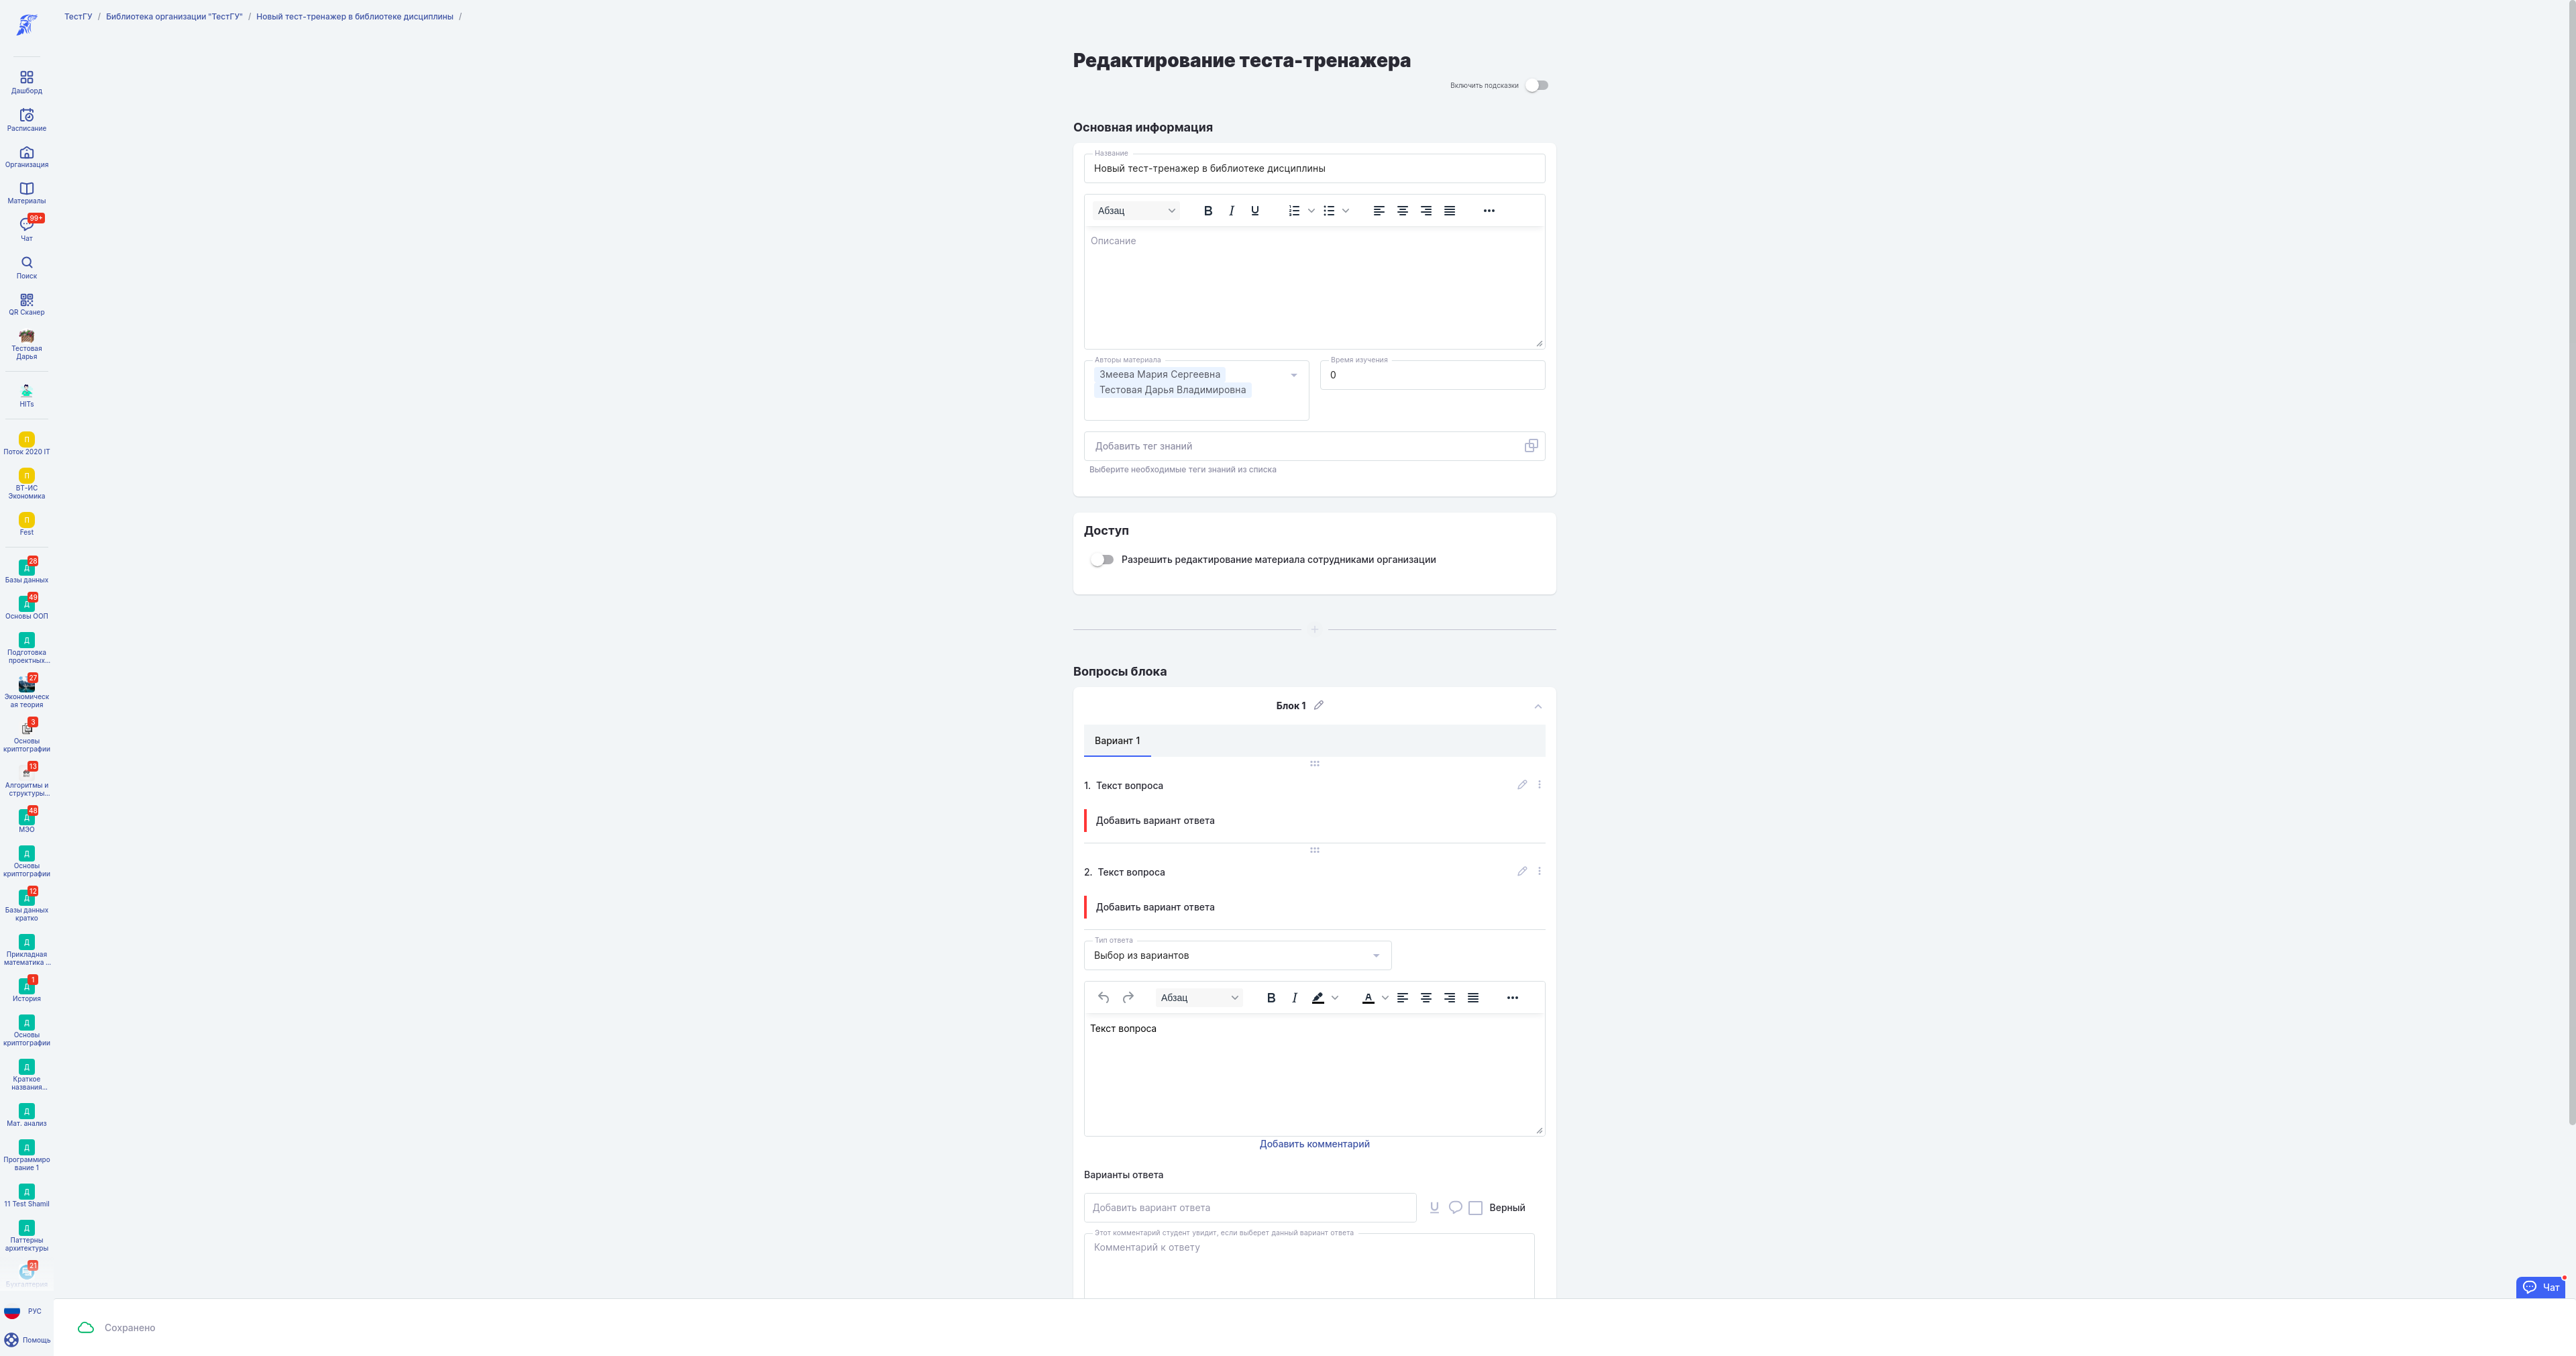 ТестГУ / Библиотека организации "ТестГУ" / Новый тест-тренажер в библиотеке дисциплины /
Дашборд
Расписание
Организация
Материалы
99+
Чат
Поиск
QR Сканер
Тестовая
Дарья
HITs
П
Поток 2020 IT
П
ВТ-ИС
Экономика
П
Fest
28
Д
Базы данных
49
Д
Основы ООП
Д
Подготовка
проектных...
27
Экономическ
ая теория
3
Основы
криптографии
13
Алгоритмы и
структуры...
48
Д
МЭО
Д
Основы
криптографии
12
Д
Базы данных
кратко
Д
Прикладная
математика ...
1
Д
История
Д
Основы
криптографии
Д
Краткое
названия...
Д
Мат. анализ
Д
Программиро
вание 1
Д
11 Test Shamil
Д
Паттерны
архитектуры
21
Бухгалтерия
РУС
Помощь
Редактирование теста-тренажера
Включить подсказки
Основная информация
Название
Новый тест-тренажер в библиотеке дисциплины
Абзац
Описание
Авторы материала
Змеева Мария Сергеевна
Тестовая Дарья Владимировна
Время изучения
0
Добавить тег знаний
Выберите необходимые теги знаний из списка
Доступ
Разрешить редактирование материала сотрудниками организации
Вопросы блока
Блок 1
Вариант 1
1. Текст вопроса
Добавить вариант ответа
2. Текст вопроса
Добавить вариант ответа
Тип ответа
Выбор из вариантов
Абзац
Текст вопроса
Добавить комментарий
Варианты ответа
Добавить вариант ответа
Верный
Этот комментарий студент увидит, если выберет данный вариант ответа
Комментарий к ответу
Чат
Сохранено